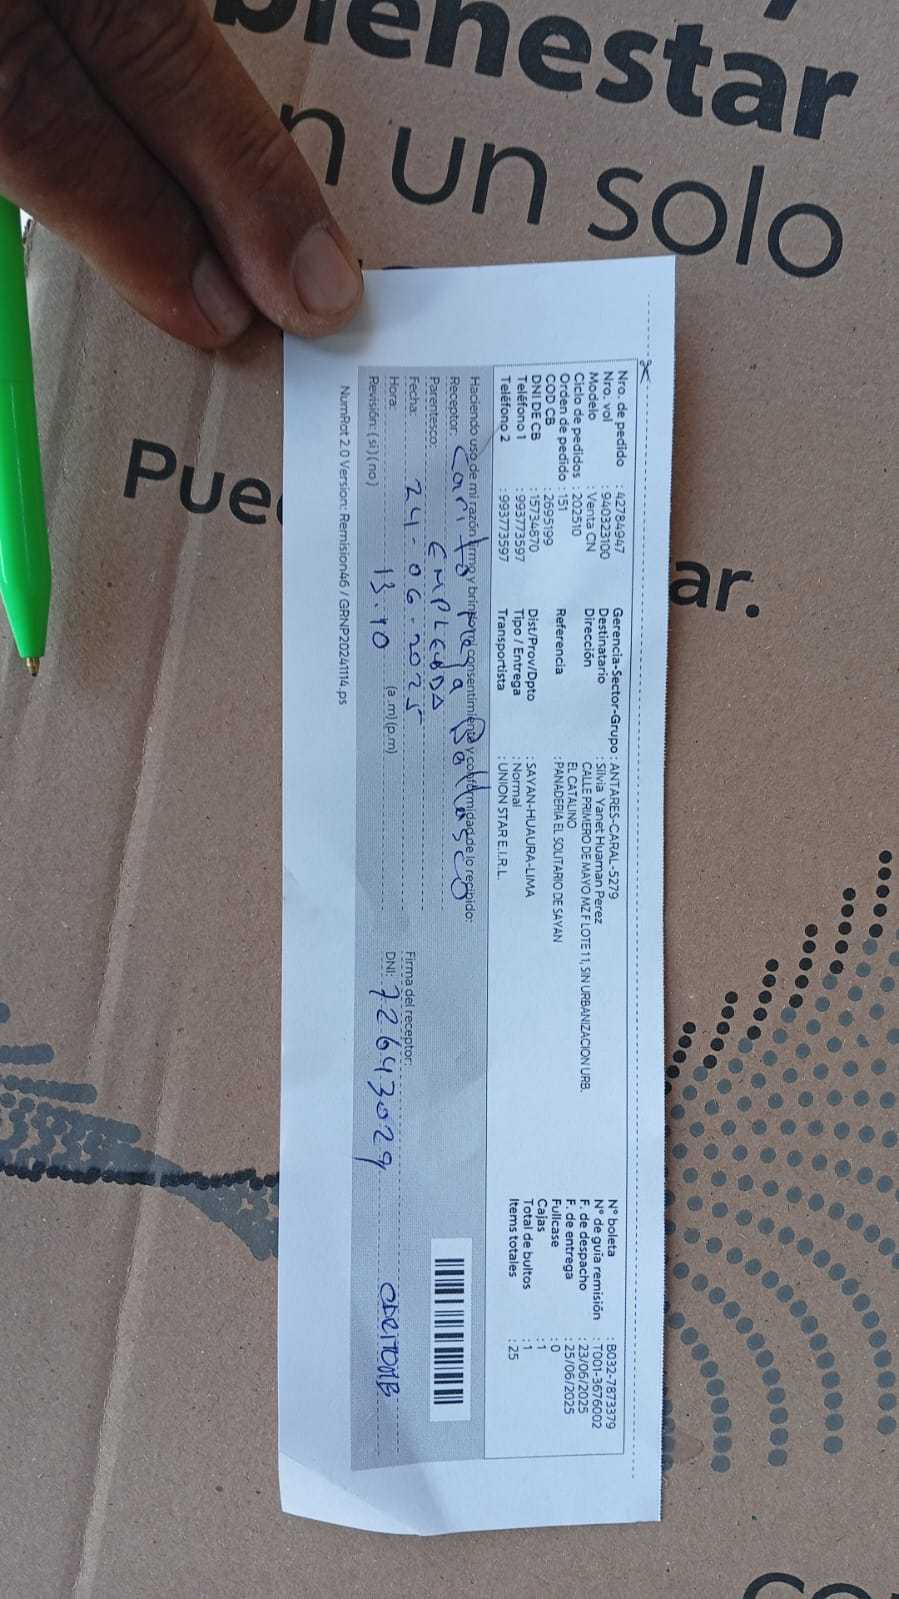 bienestar
n un solo
Pue
ar.
Nro. de pedido : 42784947
Nro. vol : 940323100
Modelo : Venta CN
Ciclo de pedidos : 202510
Orden de pedido : 151
COD CB : 2695199
DNI DE CB : 15734670
Teléfono 1 : 993773597
Teléfono 2 : 993773597
Gerencia-Sector-Grupo : ANTARES-CARAL-5279
Destinatario : Silvia Yanet Huaman Perez
Dirección : CALLE PRIMERO DE MAYO MZ F LOTE 11, SIN URBANIZACION URB.
EL CATALINO
Referencia : PANADERIA EL SOLITARIO DE SAYAN
Dist/Prov/Dpto : SAYAN-HUAURA-LIMA
Tipo / Entrega : Normal
Transportista : UNION STAR E.I.R.L.
N° boleta : B032-7873379
N° de guía remisión : T001-3676002
F. de despacho : 23/06/2025
F. de entrega : 25/06/2025
Fullcase : 0
Cajas : 1
Total de bultos : 1
Items totales : 25
Haciendo uso de mi razón firmo y brindo mi consentimiento y conformidad de lo recibido:
Receptor: Carito
Parentesco: EMPLEADA
Fecha: 24-06-2025
Hora: 13.40 (a.m) (p.m)
Revisión: ( si ) ( no )
Firma del receptor:
DNI: 72643029
NumRot 2.0 Version: Remision46 / GRNP20241114.ps